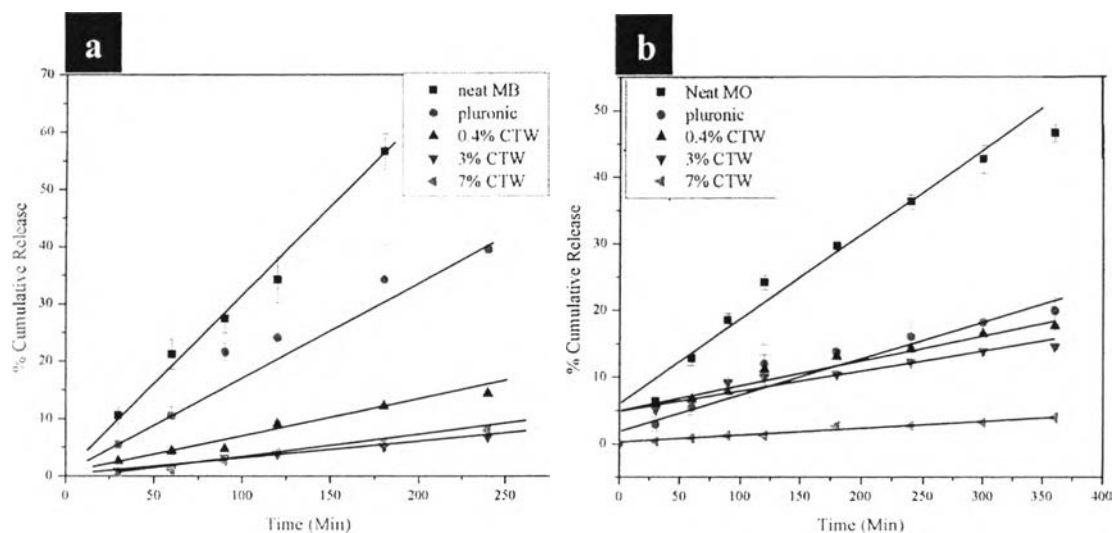 a
70
60
50
40
30
20
10
0
% Cumulative Release
neat MB
pluronic
0.4% CTW
3% CTW
7% CTW
0 50 100 150 200 250
Time (Min)
b
50
40
30
20
10
0
% Cumulative Release
Neat MO
pluronic
0.4% CTW
3% CTW
7% CTW
0 50 100 150 200 250 300 350 400
Time (Min)